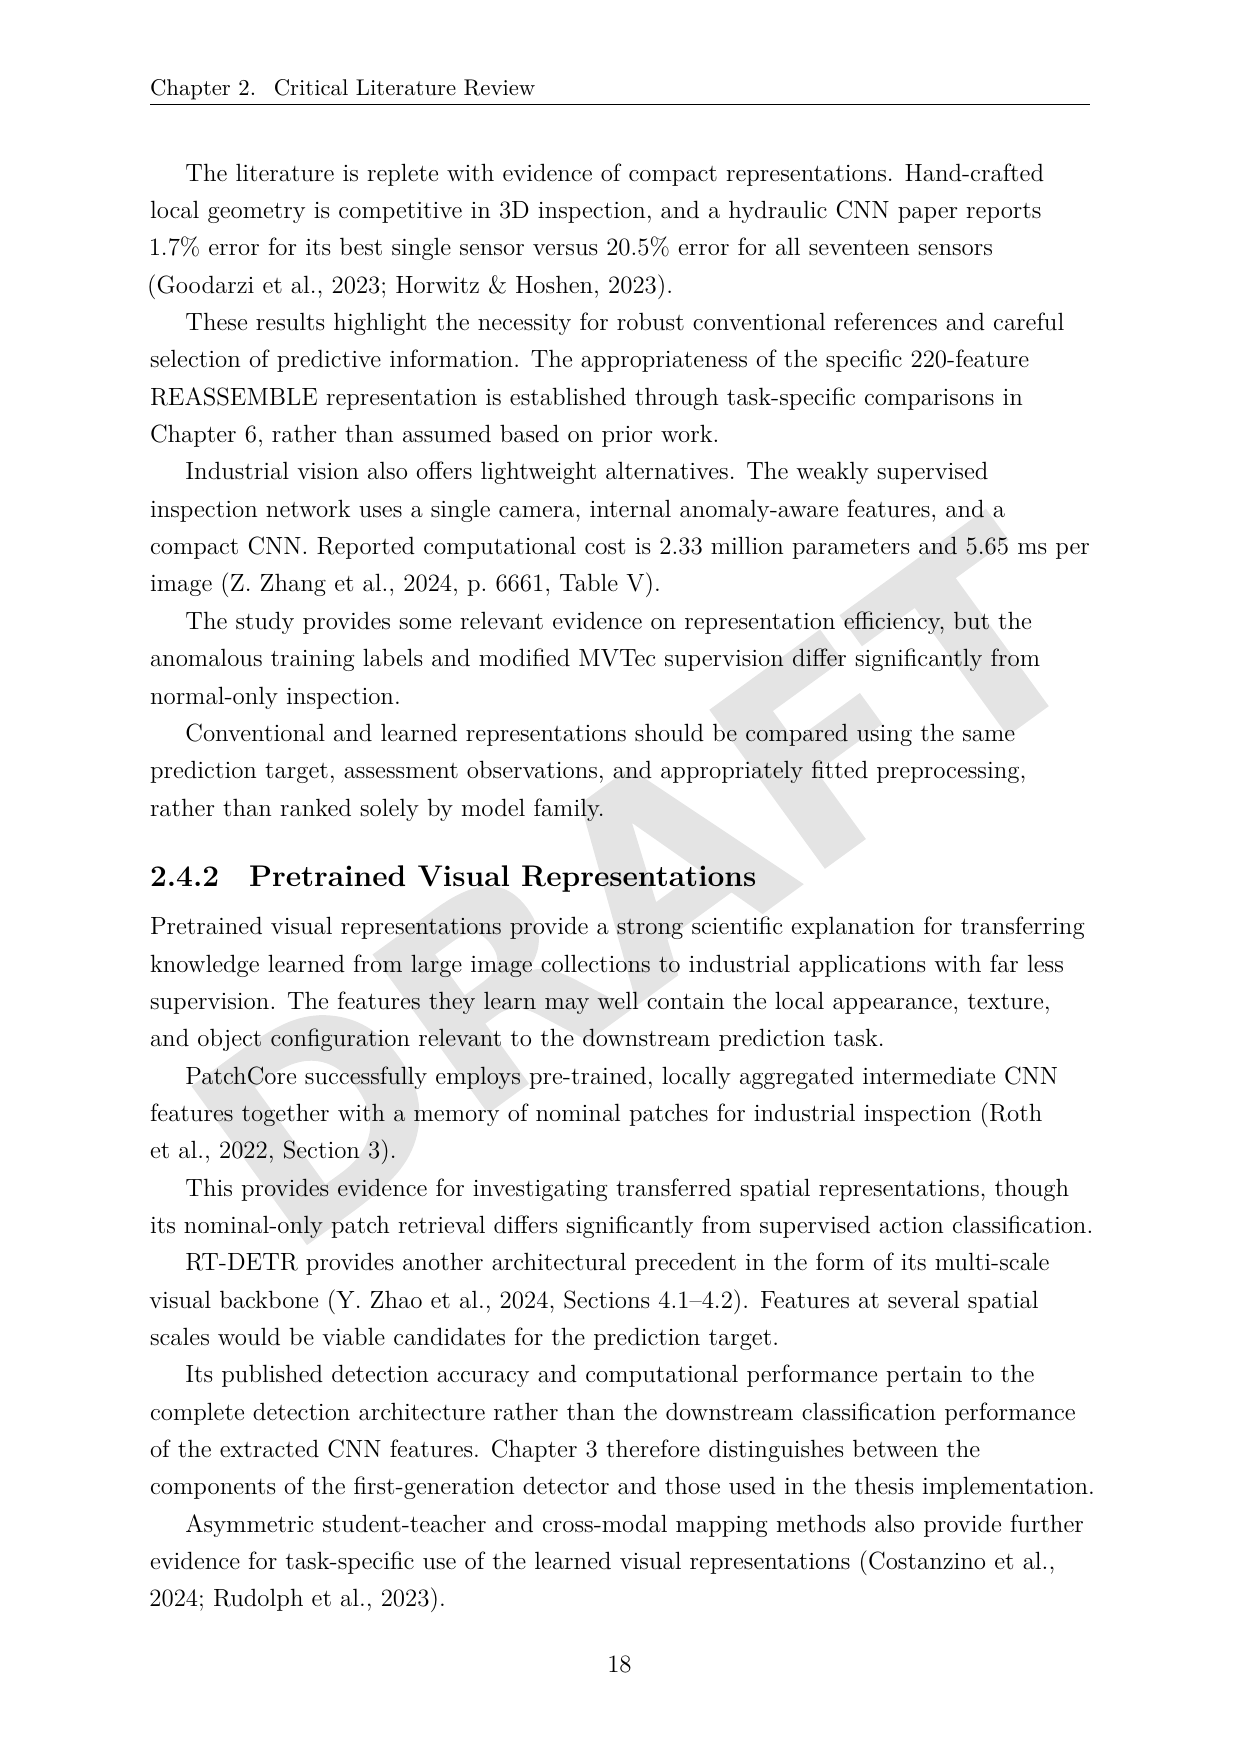 Chapter 2. Critical Literature Review
The literature is replete with evidence of compact representations. Hand-crafted
local geometry is competitive in 3D inspection, and a hydraulic CNN paper reports
1.7% error for its best single sensor versus 20.5% error for all seventeen sensors
(Goodarzi et al., 2023; Horwitz & Hoshen, 2023).
These results highlight the necessity for robust conventional references and careful
selection of predictive information. The appropriateness of the specific 220-feature
REASSEMBLE representation is established through task-specific comparisons in
Chapter 6, rather than assumed based on prior work.
Industrial vision also offers lightweight alternatives. The weakly supervised
inspection network uses a single camera, internal anomaly-aware features, and a
compact CNN. Reported computational cost is 2.33 million parameters and 5.65 ms per
image (Z. Zhang et al., 2024, p. 6661, Table V).
The study provides some relevant evidence on representation efficiency, but the
anomalous training labels and modified MVTec supervision differ significantly from
normal-only inspection.
Conventional and learned representations should be compared using the same
prediction target, assessment observations, and appropriately fitted preprocessing,
rather than ranked solely by model family.
2.4.2 Pretrained Visual Representations
Pretrained visual representations provide a strong scientific explanation for transferring
knowledge learned from large image collections to industrial applications with far less
supervision. The features they learn may well contain the local appearance, texture,
and object configuration relevant to the downstream prediction task.
PatchCore successfully employs pre-trained, locally aggregated intermediate CNN
features together with a memory of nominal patches for industrial inspection (Roth
et al., 2022, Section 3).
This provides evidence for investigating transferred spatial representations, though
its nominal-only patch retrieval differs significantly from supervised action classification.
RT-DETR provides another architectural precedent in the form of its multi-scale
visual backbone (Y. Zhao et al., 2024, Sections 4.1–4.2). Features at several spatial
scales would be viable candidates for the prediction target.
Its published detection accuracy and computational performance pertain to the
complete detection architecture rather than the downstream classification performance
of the extracted CNN features. Chapter 3 therefore distinguishes between the
components of the first-generation detector and those used in the thesis implementation.
Asymmetric student-teacher and cross-modal mapping methods also provide further
evidence for task-specific use of the learned visual representations (Costanzino et al.,
2024; Rudolph et al., 2023).
18
DRAFT